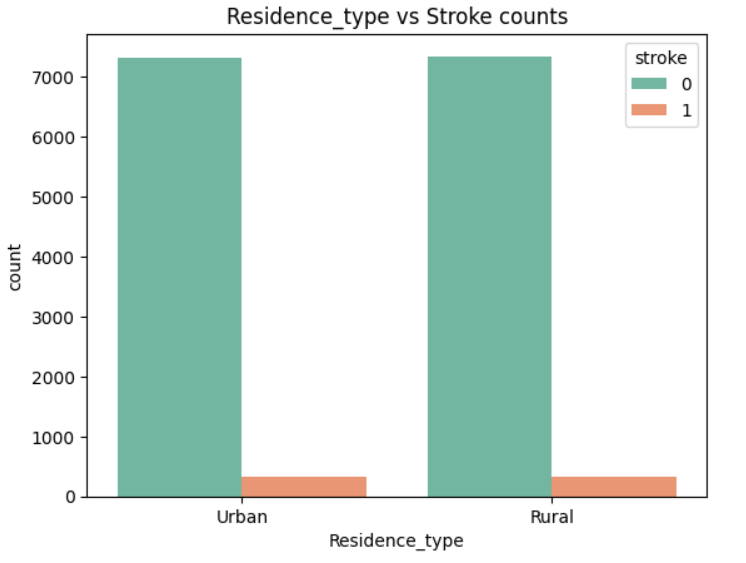 Residence_type vs Stroke counts
stroke
0
1
7000
6000
5000
4000
3000
2000
1000
0
count
Urban
Rural
Residence_type